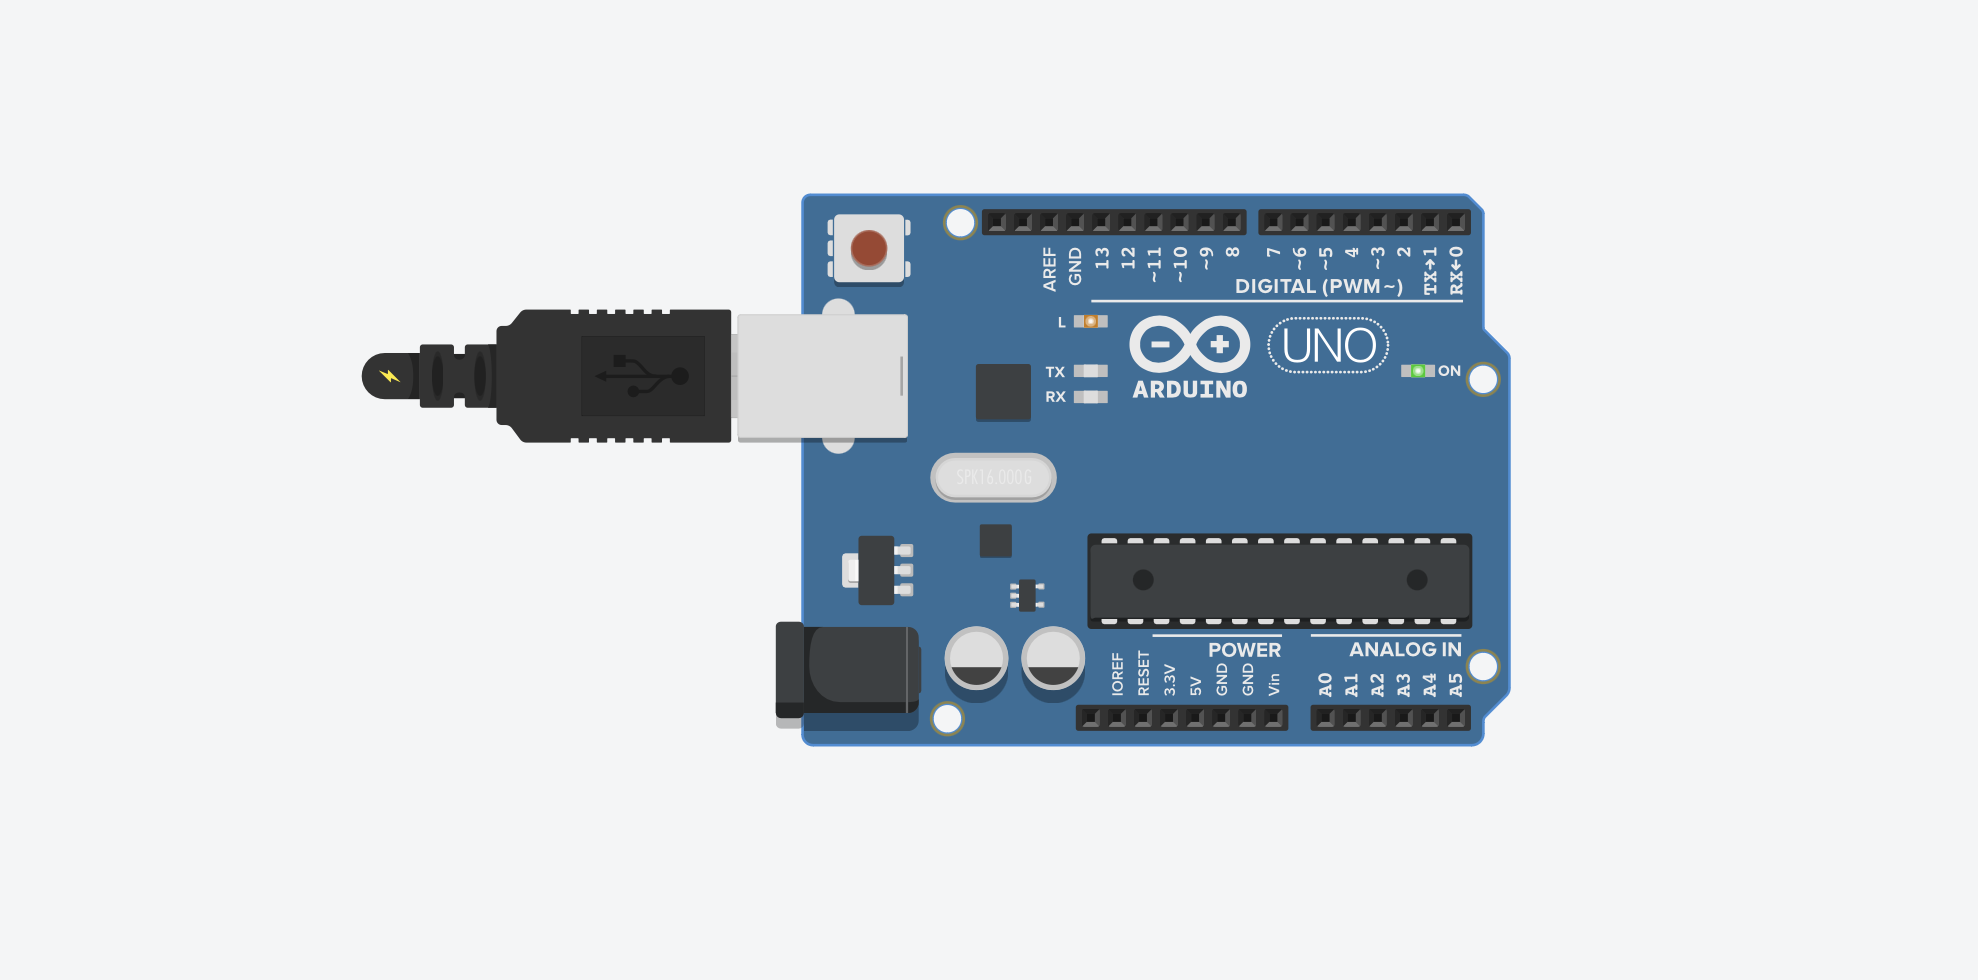 AREF
GND
13
12
~11
~10
~9
8
7
~6
~5
4
~3
2
TX→1
RX←0
DIGITAL (PWM~)
L
TX
RX
UNO
ARDUINO
ON
SPK16.000G
POWER
ANALOG IN
IOREF
RESET
3.3V
5V
GND
GND
Vin
A0
A1
A2
A3
A4
A5